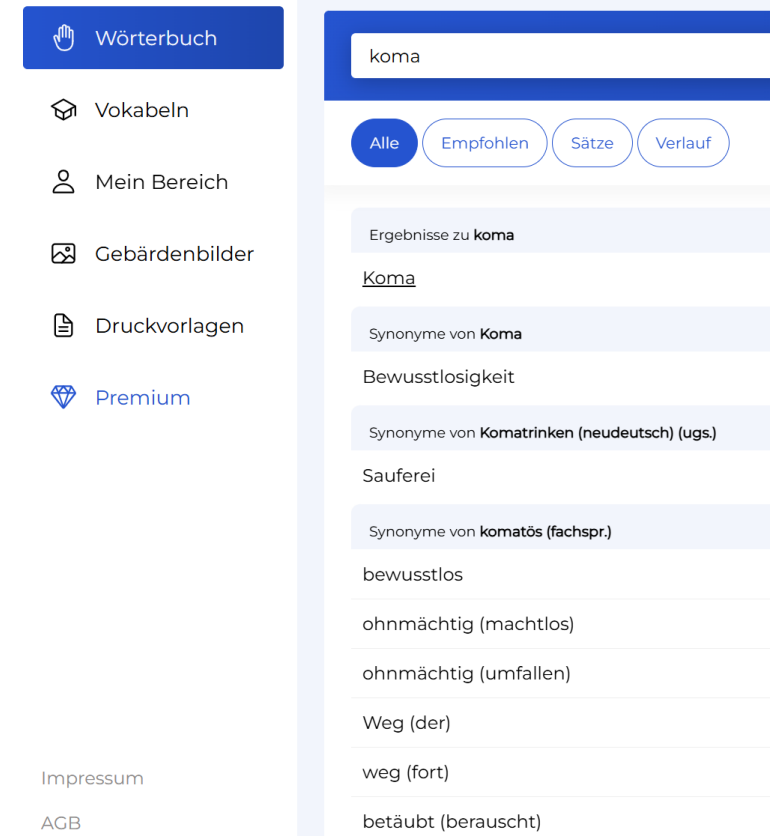 Wörterbuch
Vokabeln
Mein Bereich
Gebärdenbilder
Druckvorlagen
Premium
Impressum
AGB
koma
Alle Empfohlen Sätze Verlauf
Ergebnisse zu koma
Koma
Synonyme von Koma
Bewusstlosigkeit
Synonyme von Komatrinken (neudeutsch) (ugs.)
Sauferei
Synonyme von komatös (fachspr.)
bewusstlos
ohnmächtig (machtlos)
ohnmächtig (umfallen)
Weg (der)
weg (fort)
betäubt (berauscht)